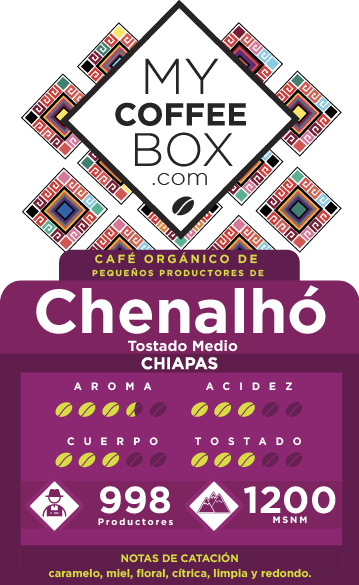 MY
COFFEE
BOX
.com
CAFÉ ORGÁNICO DE
PEQUEÑOS PRODUCTORES DE
Chenalhó
Tostado Medio
CHIAPAS
AROMA ACIDEZ
CUERPO TOSTADO
998 1200
Productores MSNM
NOTAS DE CATACIÓN
caramelo, miel, floral, cítrica, limpia y redondo.